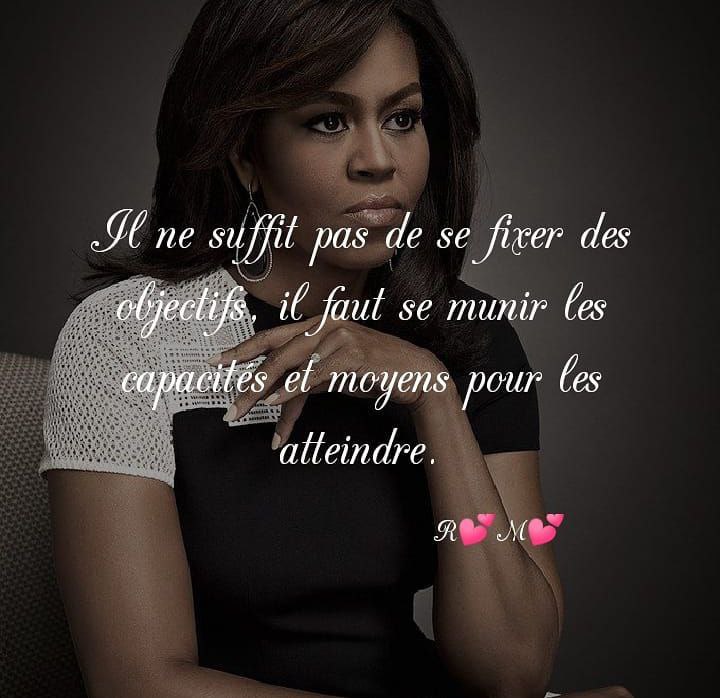 Il ne suffit pas de se fixer des
objectifs, il faut se munir les
capacités et moyens pour les
atteindre.
R💕M💕